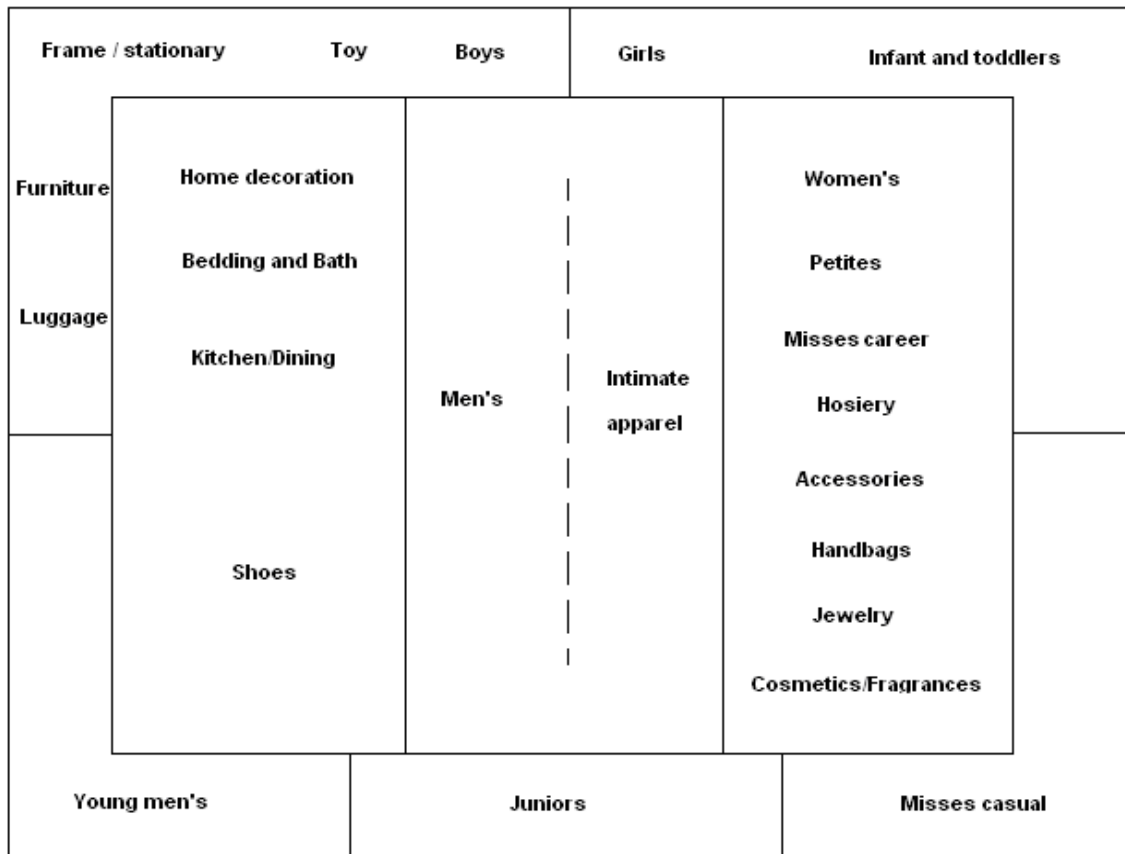 Frame / stationary
Toy
Boys
Girls
Infant and toddlers
Furniture
Luggage
Home decoration
Bedding and Bath
Kitchen/Dining
Shoes
Men's
Intimate
apparel
Women's
Petites
Misses career
Hosiery
Accessories
Handbags
Jewelry
Cosmetics/Fragrances
Young men's
Juniors
Misses casual